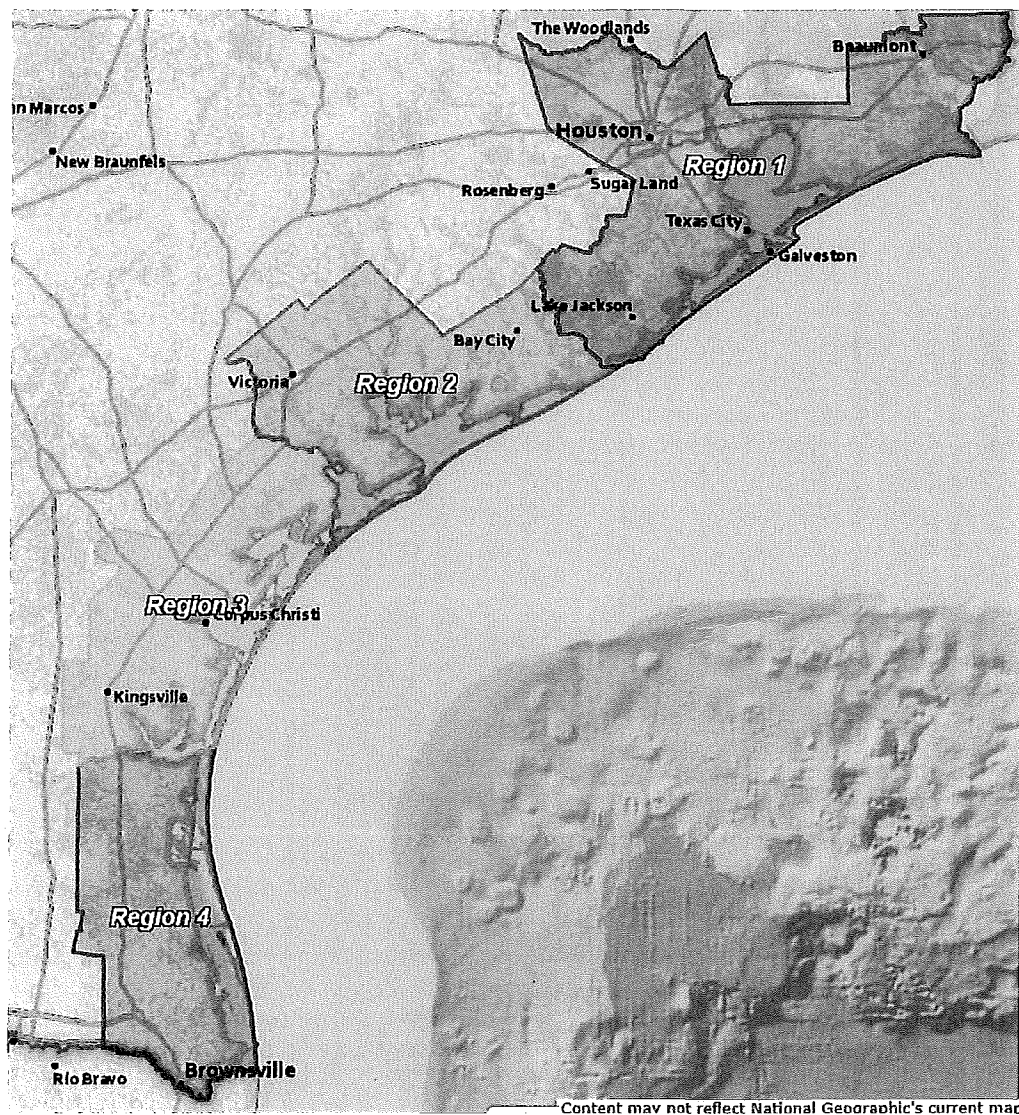 The Woodlands
Beaumont
n Marcos
Houston
New Braunfels
Region 1
Sugar Land
Rosenberg
Texas City
Galveston
Lake Jackson
Bay City
Victoria
Region 2
Region 3
Corpus Christi
Kingsville
Region 4
Brownsville
Rio Bravo
Content may not reflect National Geographic's current map